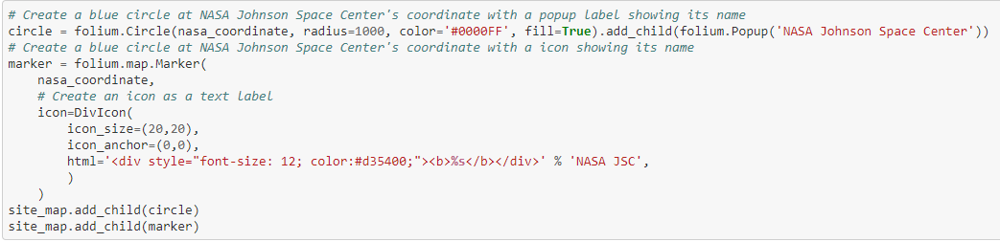 # Create a blue circle at NASA Johnson Space Center's coordinate with a popup label showing its name
circle = folium.Circle(nasa_coordinate, radius=1000, color='#0000FF', fill=True).add_child(folium.Popup('NASA Johnson Space Center'))
# Create a blue circle at NASA Johnson Space Center's coordinate with a icon showing its name
marker = folium.map.Marker(
    nasa_coordinate,
    # Create an icon as a text label
    icon=DivIcon(
        icon_size=(20,20),
        icon_anchor=(0,0),
        html='<div style="font-size: 12; color:#d35400;"><b>%s</b></div>' % 'NASA JSC',
        )
    )
site_map.add_child(circle)
site_map.add_child(marker)